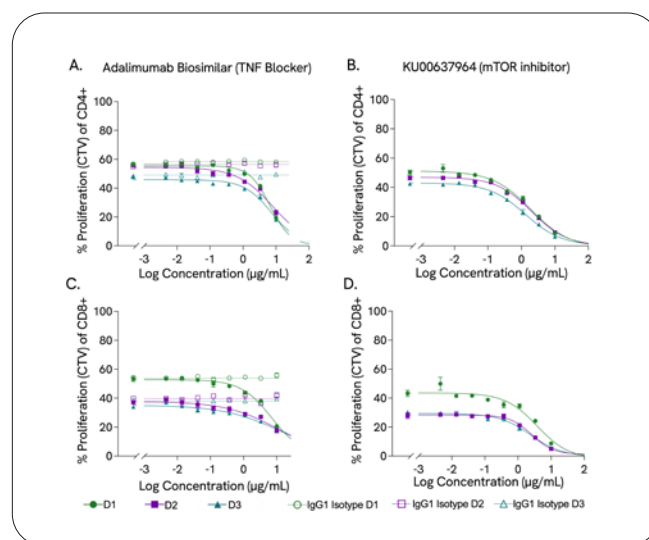 A. Adalimumab Biosimilar (TNF Blocker)
% Proliferation (CTV) of CD4+
100
80
60
40
20
0
-3 -2 -1 0 1 2
Log Concentration (µg/mL)
B. KU00637964 (mTOR inhibitor)
% Proliferation (CTV) of CD4+
100
80
60
40
20
0
-3 -2 -1 0 1 2
Log Concentration (µg/mL)
C.
% Proliferation (CTV) of CD8+
100
80
60
40
20
0
-3 -2 -1 0 1
Log Concentration (µg/mL)
D.
% Proliferation (CTV) of CD8+
100
80
60
40
20
0
-3 -2 -1 0 1 2
Log Concentration (µg/mL)
D1 D2 D3 IgG1 Isotype D1 IgG1 Isotype D2 IgG1 Isotype D3